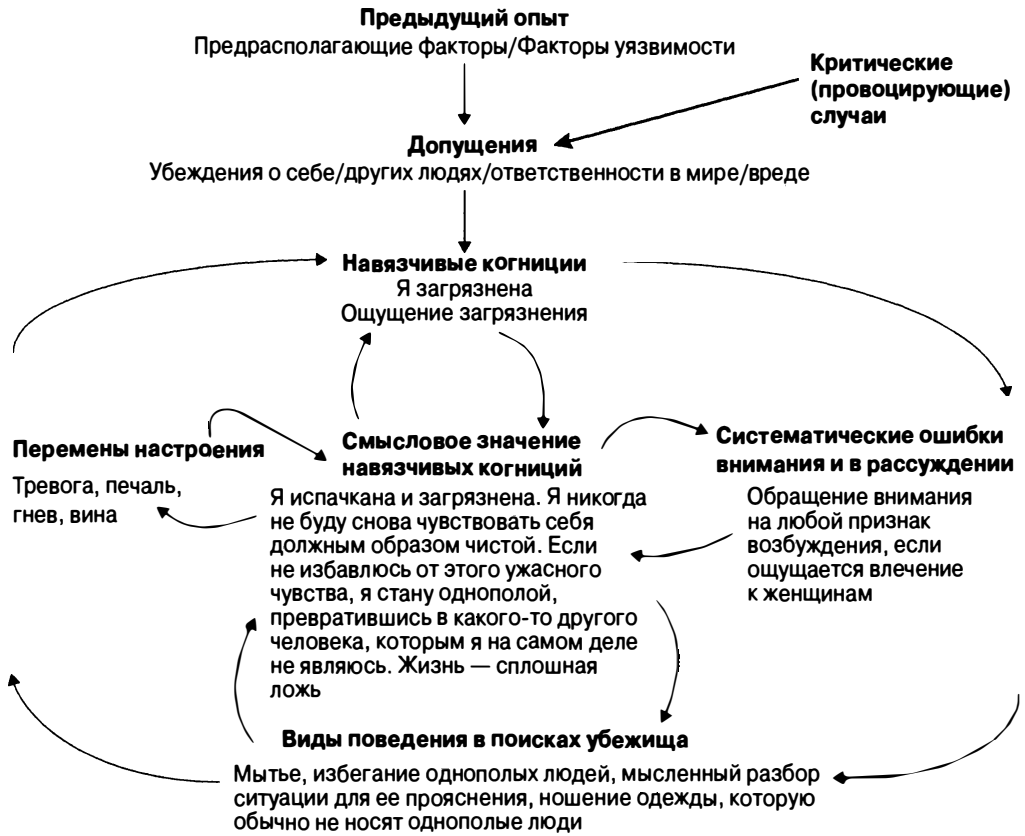 Предыдущий опыт
Предрасполагающие факторы/Факторы уязвимости
Критические
(провоцирующие)
случаи
Допущения
Убеждения о себе/других людях/ответственности в мире/вреде
Навязчивые когниции
Я загрязнена
Ощущение загрязнения
Перемены настроения
Тревога, печаль,
гнев, вина
Смысловое значение
навязчивых когниций
Я испачкана и загрязнена. Я никогда
не буду снова чувствовать себя
должным образом чистой. Если
не избавлюсь от этого ужасного
чувства, я стану однополой,
превратившись в какого-то другого
человека, которым я на самом деле
не являюсь. Жизнь — сплошная
ложь
Систематические ошибки
внимания и в рассуждении
Обращение внимания
на любой признак
возбуждения, если
ощущается влечение
к женщинам
Виды поведения в поисках убежища
Мытье, избегание однополых людей, мысленный разбор
ситуации для ее прояснения, ношение одежды, которую
обычно не носят однополые люди